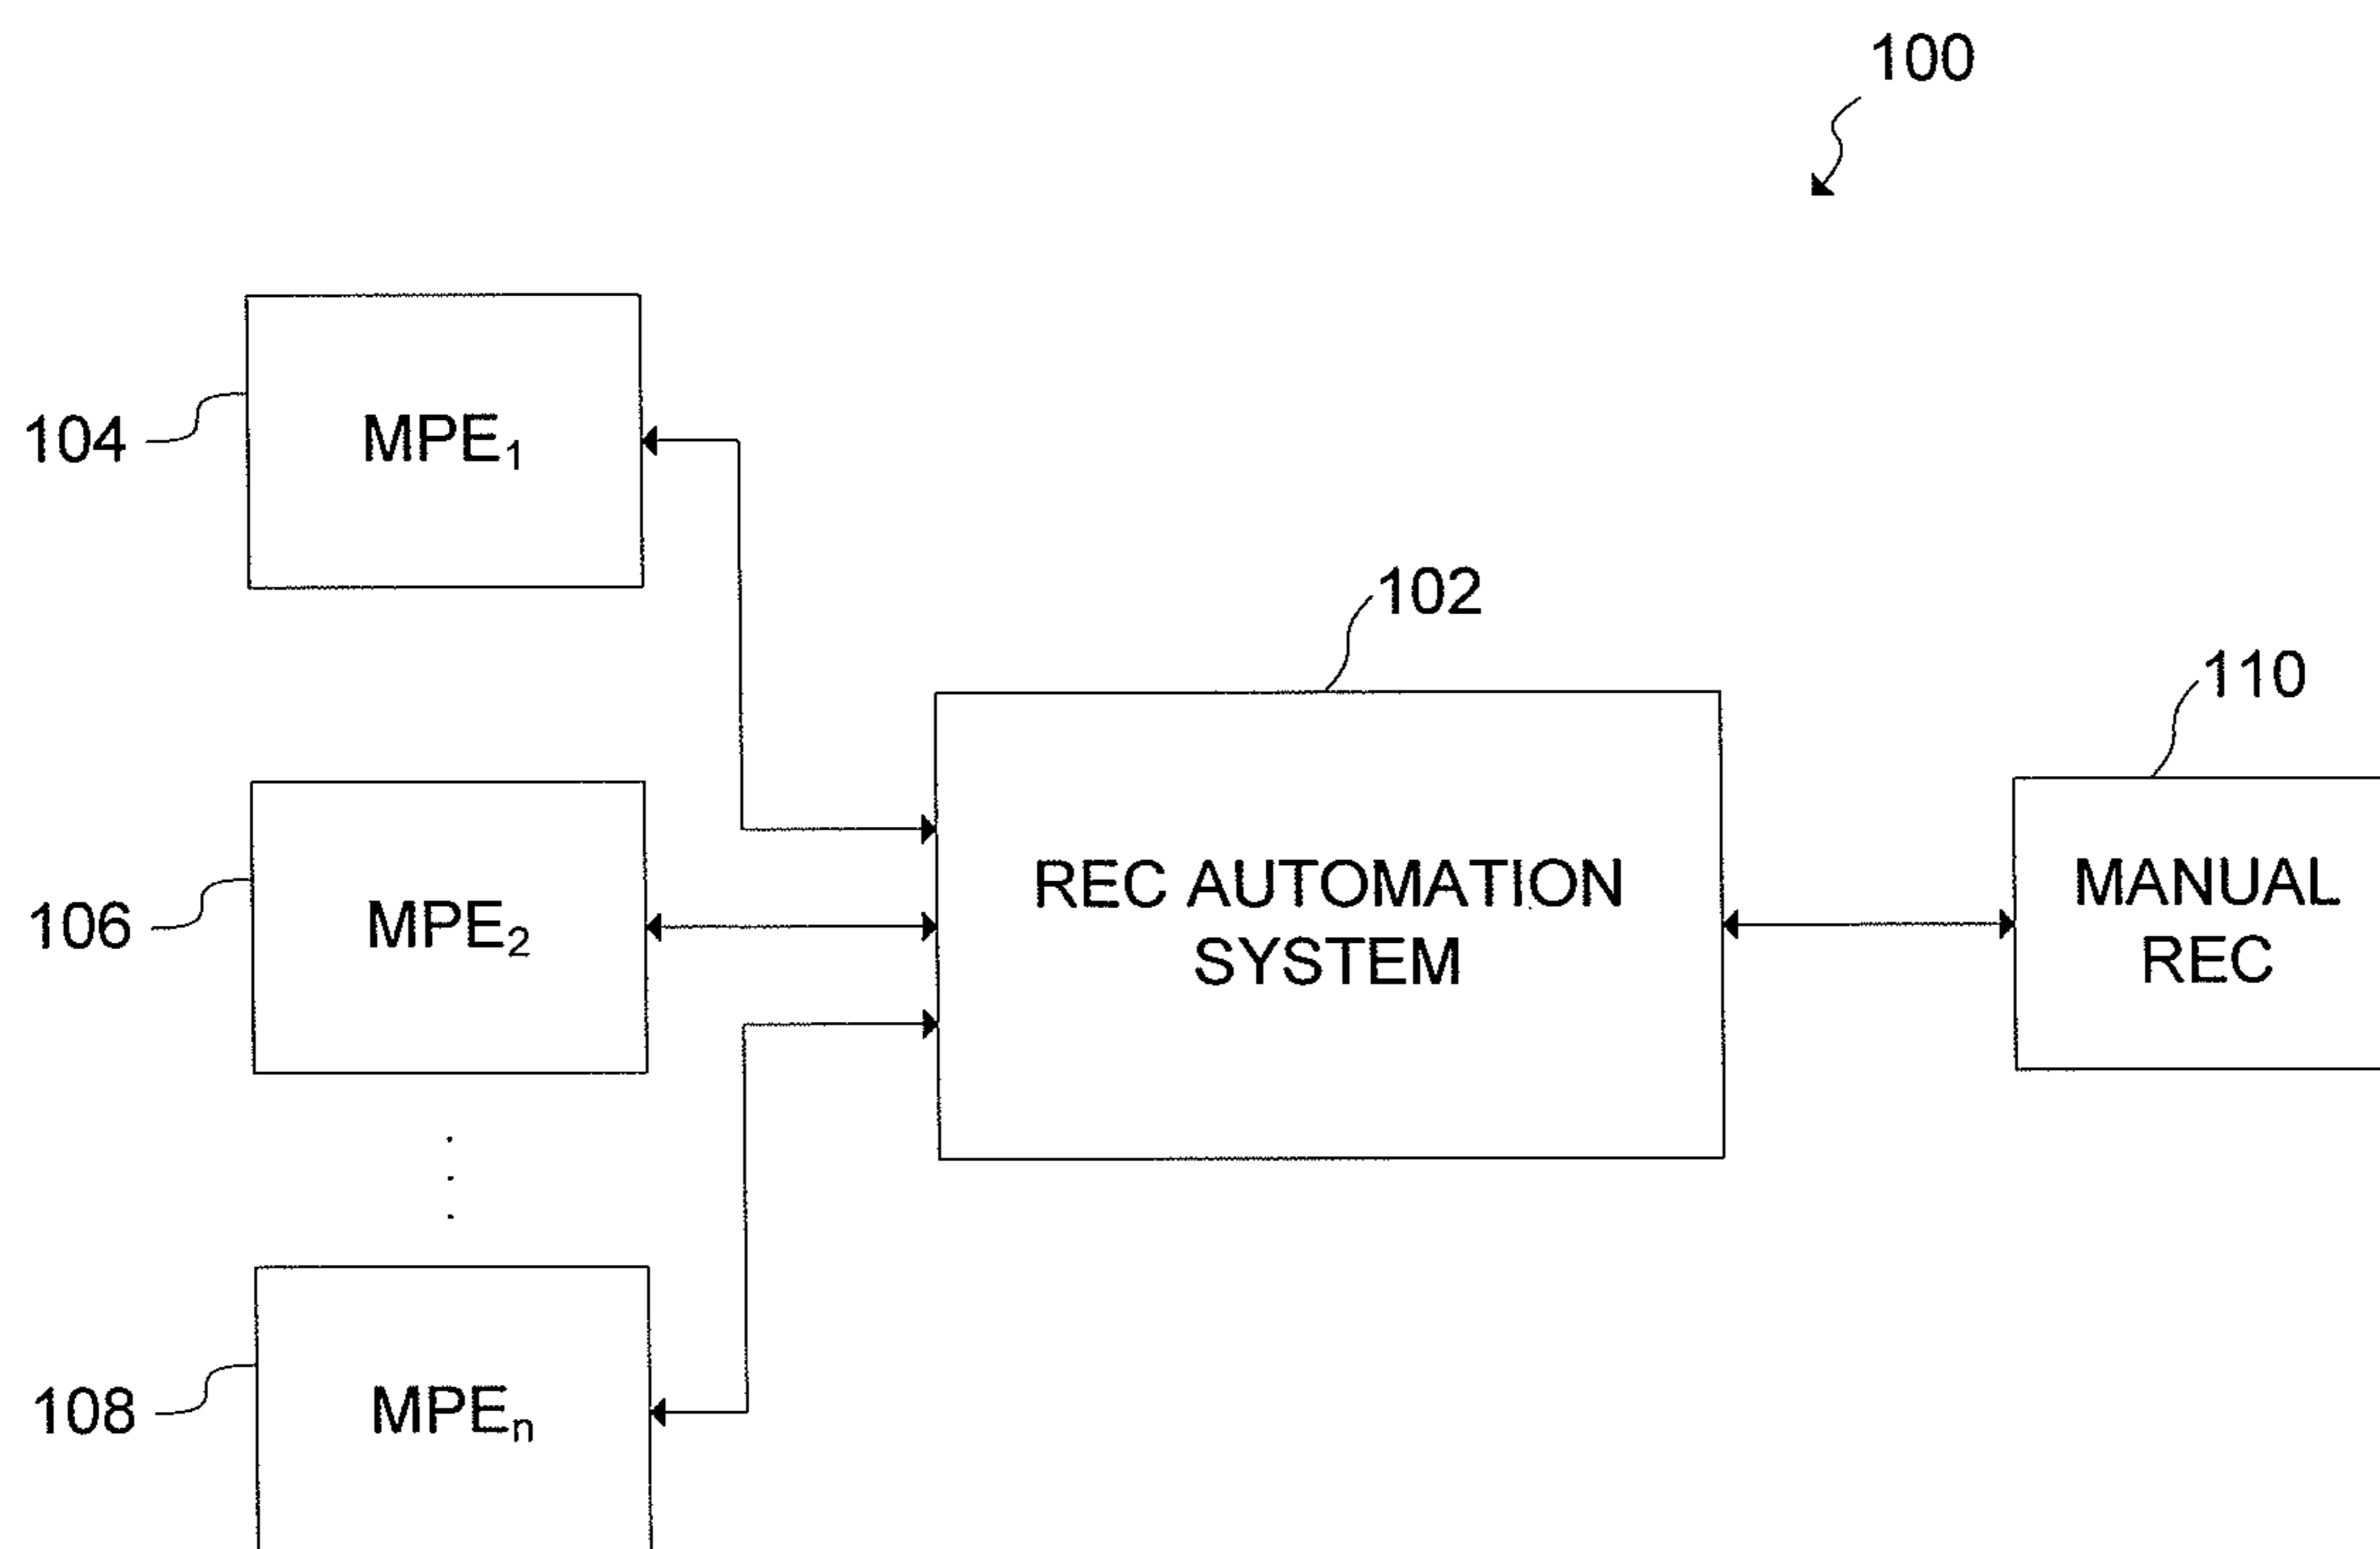 100
104
MPE₁
102
110
REC AUTOMATION
SYSTEM
MANUAL
REC
106
MPE₂
108
MPEₙ